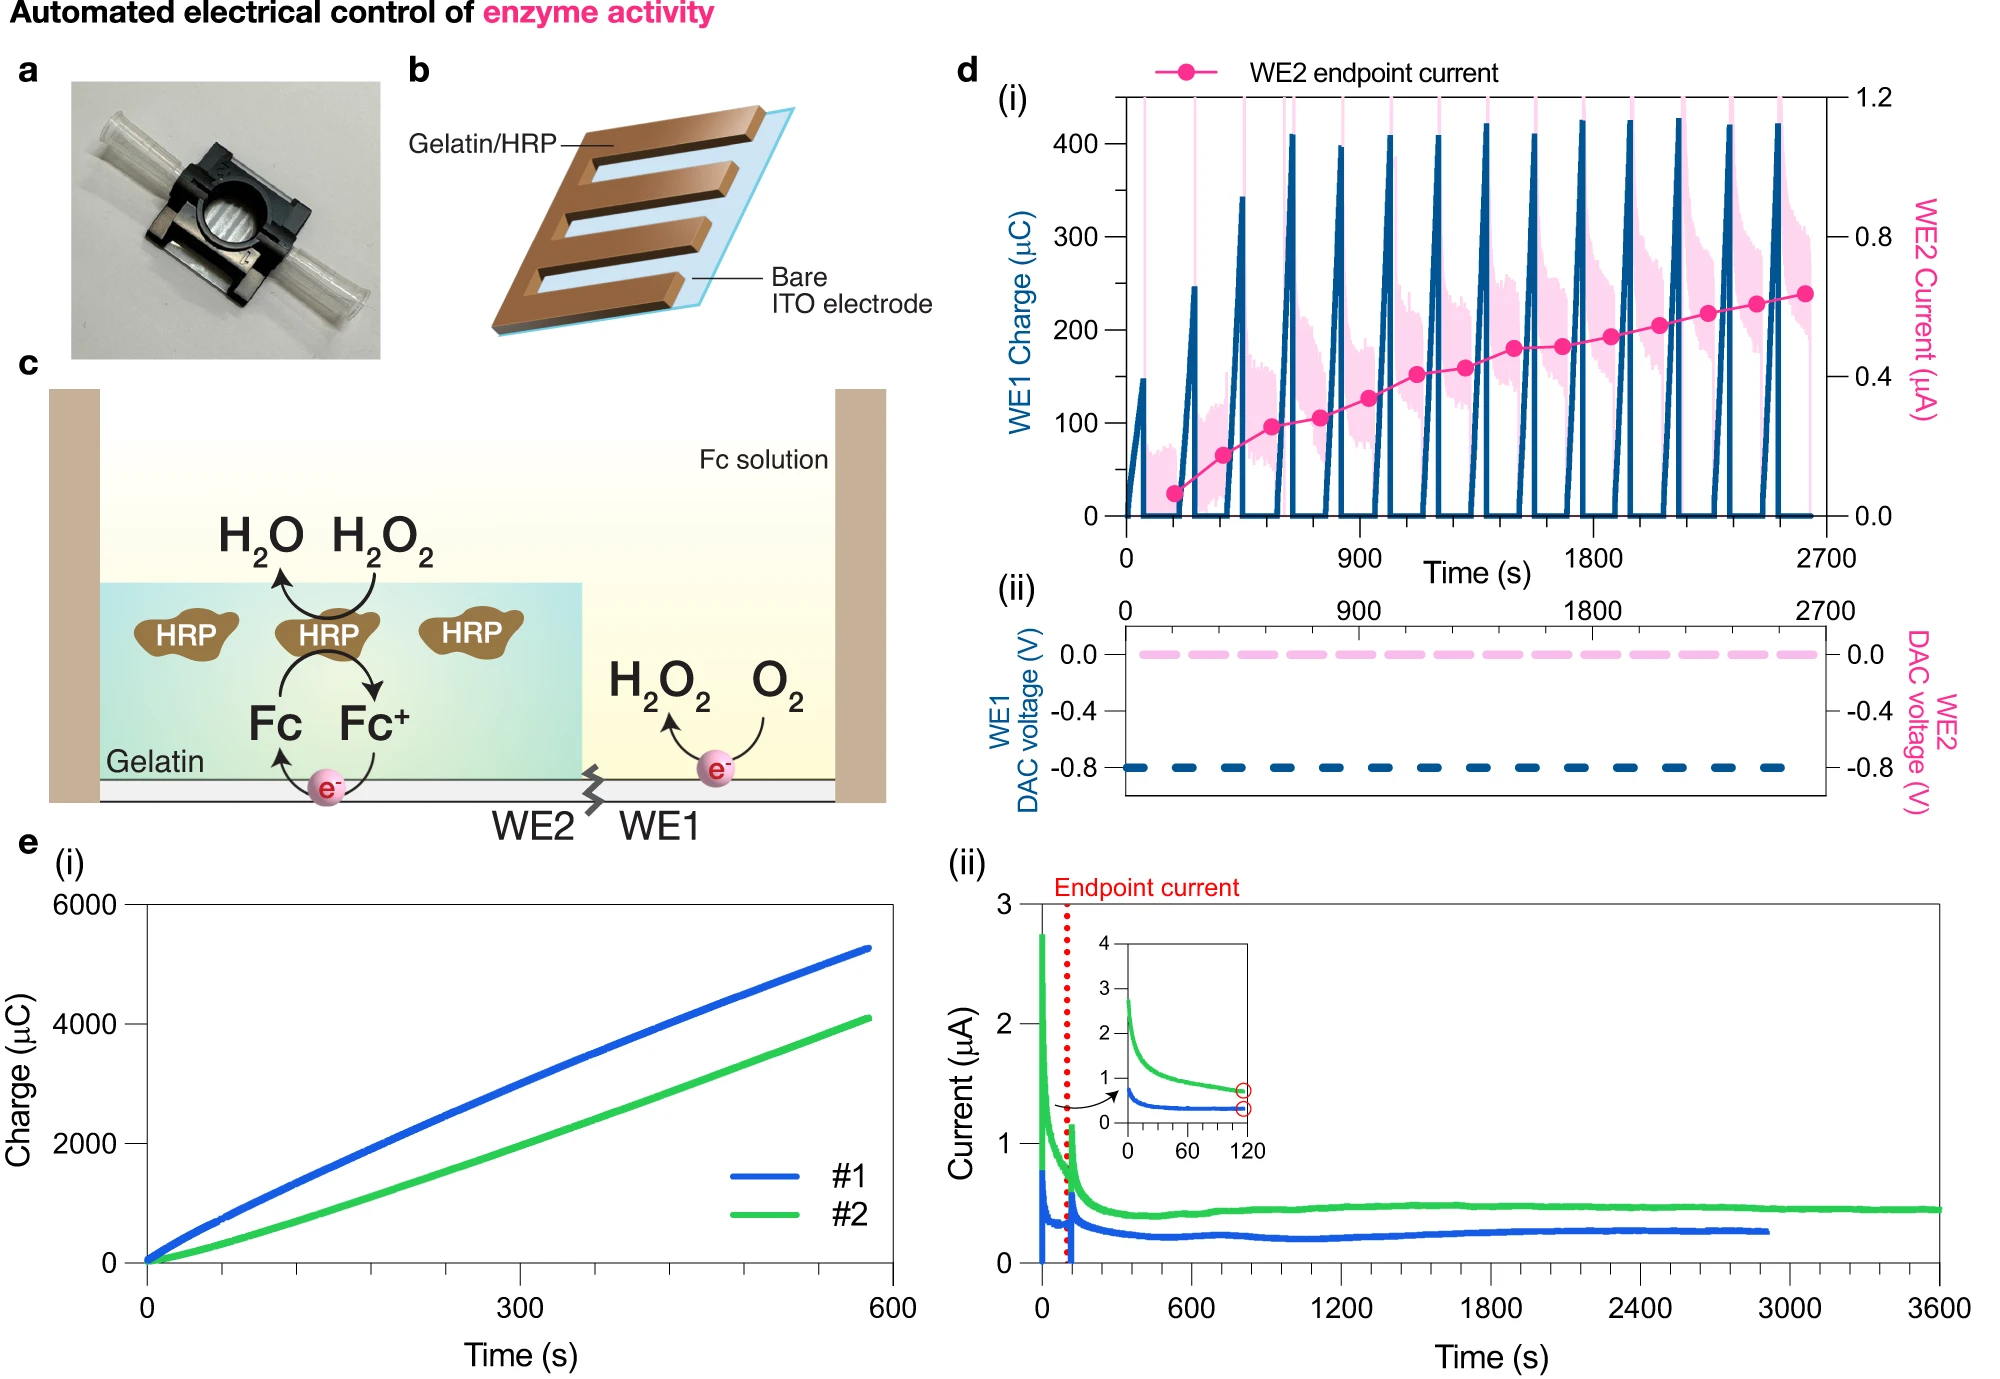 Automated electrical control of enzyme activity
a
b
Gelatin/HRP
Bare
ITO electrode
c
Fc solution
H2O H2O2
HRP HRP HRP
H2O2 O2
Fc Fc+
Gelatin
e- e-
WE2 WE1
d
WE2 endpoint current
(i)
WE1 Charge (µC)
400
300
200
100
0
1.2
0.8
0.4
0.0
WE2 Current (µA)
0 900 1800 2700
Time (s)
(ii)
0 900 1800 2700
WE1
DAC voltage (V)
0.0
-0.4
-0.8
0.0
-0.4
-0.8
WE2
DAC voltage (V)
e
(i)
Charge (µC)
6000
4000
2000
0
#1
#2
0 300 600
Time (s)
(ii)
Endpoint current
Current (µA)
3
2
1
0
4
3
2
1
0
0 60 120
0 600 1200 1800 2400 3000 3600
Time (s)